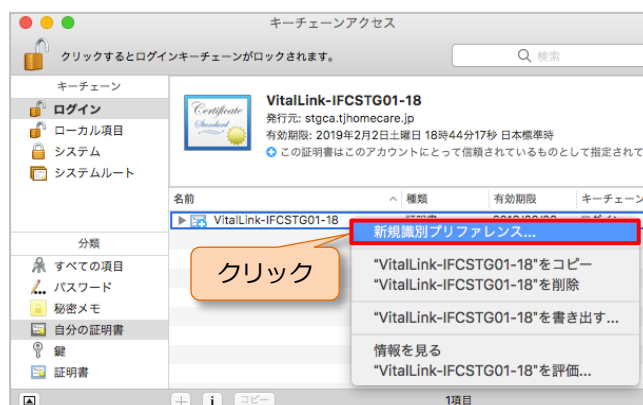 キーチェーンアクセス
クリックするとログインキーチェーンがロックされます。
検索
キーチェーン
ログイン
ローカル項目
システム
システムルート
Certificate
Standard
VitalLink-IFCSTG01-18
発行元: stgca.tjhomecare.jp
有効期限: 2019年2月2日土曜日 18時44分17秒 日本標準時
この証明書はこのアカウントにとって信頼されているものとして指定されて
名前 種類 有効期限 キーチェーン
VitalLink-IFCSTG01-18
新規識別プリファレンス...
クリック
"VitalLink-IFCSTG01-18"をコピー
"VitalLink-IFCSTG01-18"を削除
"VitalLink-IFCSTG01-18"を書き出す...
情報を見る
"VitalLink-IFCSTG01-18"を評価...
分類
すべての項目
パスワード
秘密メモ
自分の証明書
鍵
証明書
コピー
1項目